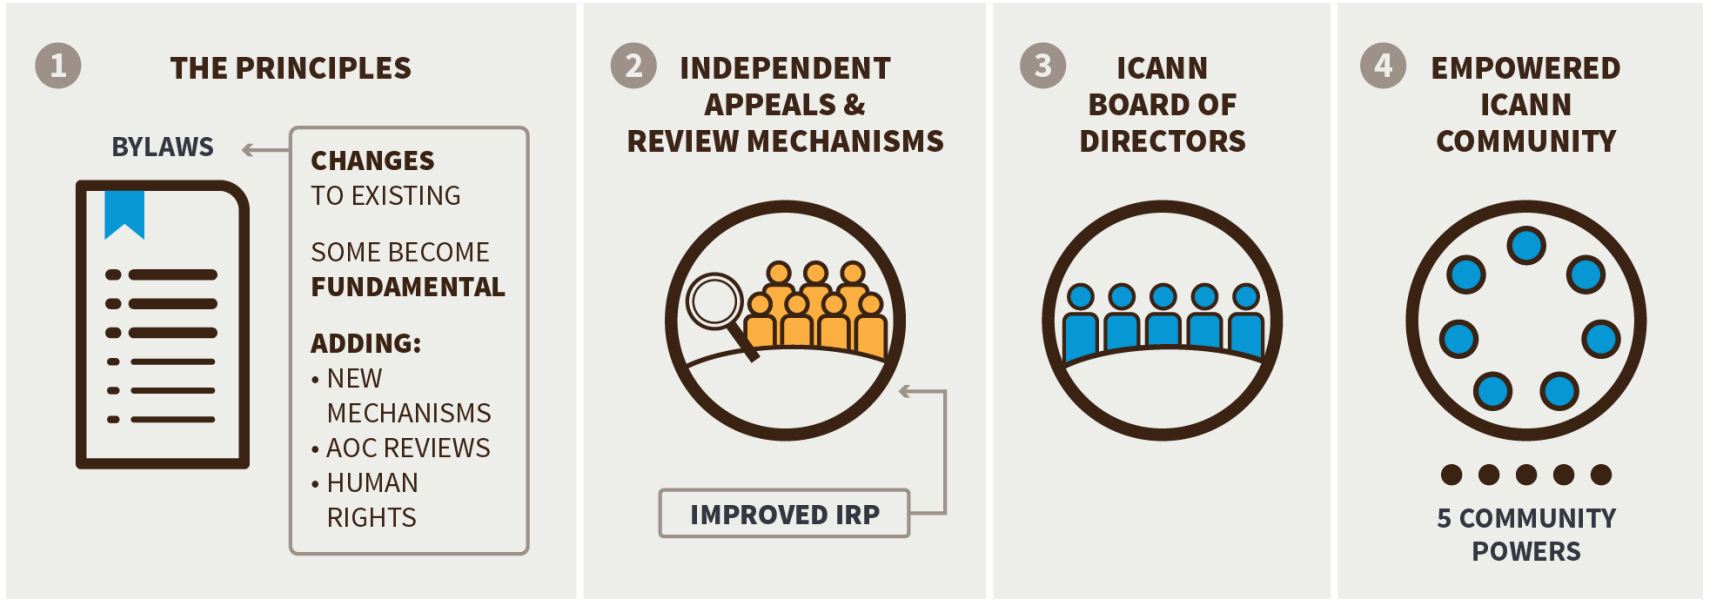 1
THE PRINCIPLES
BYLAWS
CHANGES
TO EXISTING
SOME BECOME
FUNDAMENTAL
ADDING:
• NEW
MECHANISMS
• AOC REVIEWS
• HUMAN
RIGHTS
2
INDEPENDENT
APPEALS &
REVIEW MECHANISMS
IMPROVED IRP
3
ICANN
BOARD OF
DIRECTORS
4
EMPOWERED
ICANN
COMMUNITY
5 COMMUNITY
POWERS